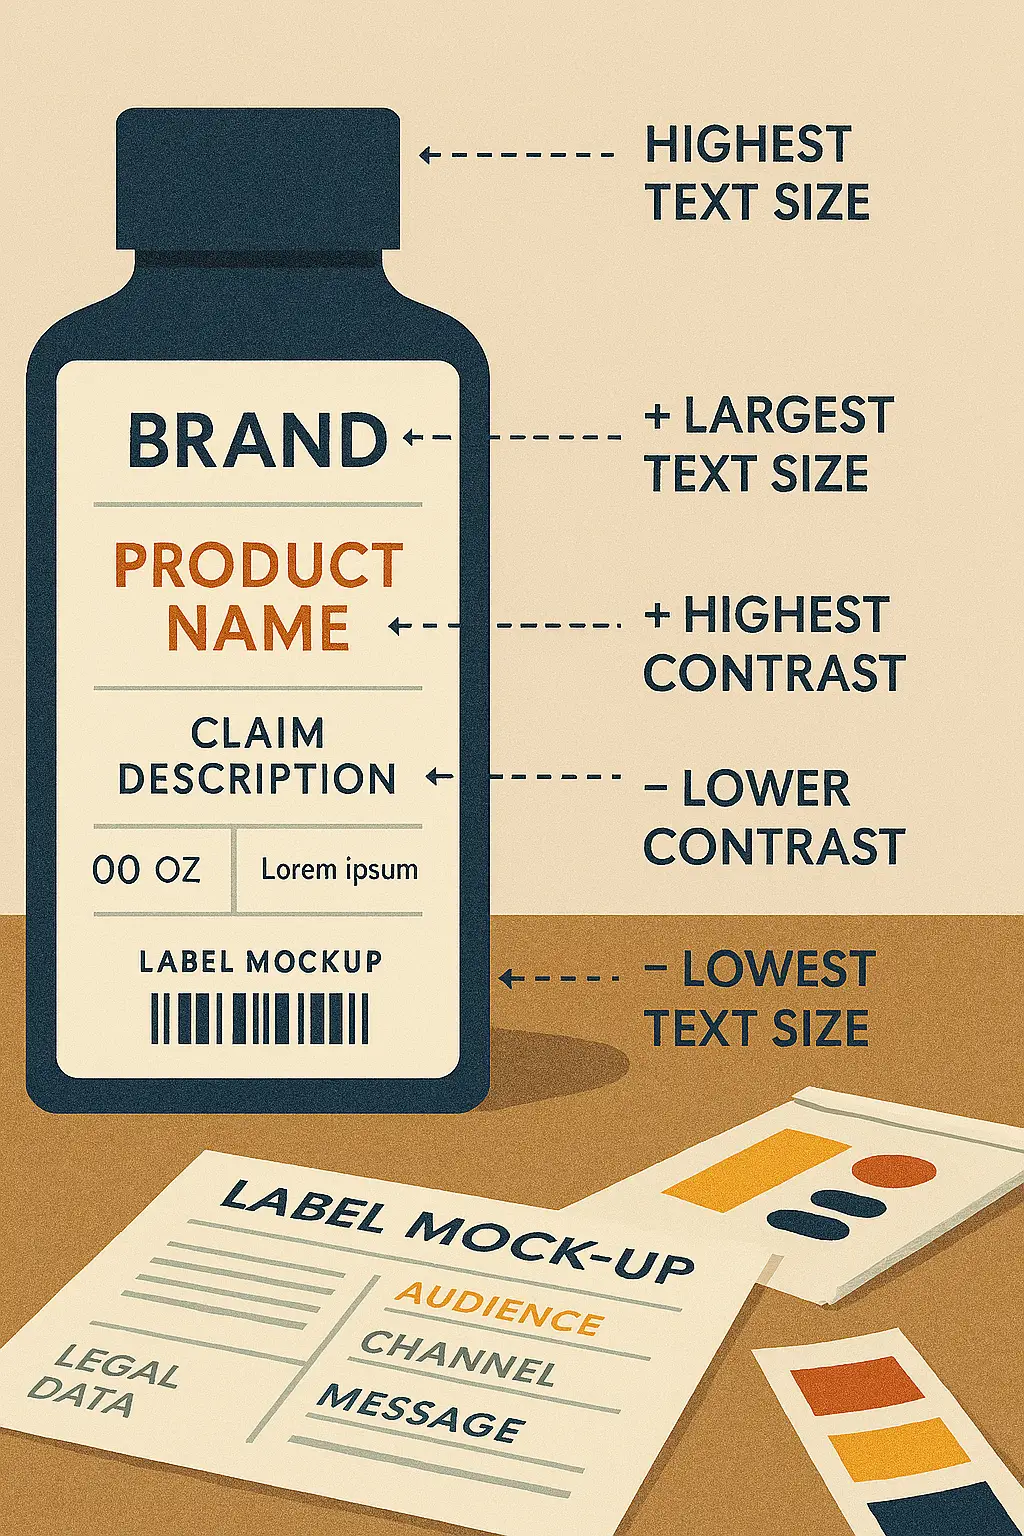 HIGHEST
TEXT SIZE
BRAND
+ LARGEST
TEXT SIZE
PRODUCT
NAME
+ HIGHEST
CONTRAST
CLAIM
DESCRIPTION
– LOWER
CONTRAST
00 OZ
Lorem ipsum
LABEL MOCKUP
– LOWEST
TEXT SIZE
LABEL MOCK-UP
AUDIENCE
CHANNEL
MESSAGE
LEGAL
DATA